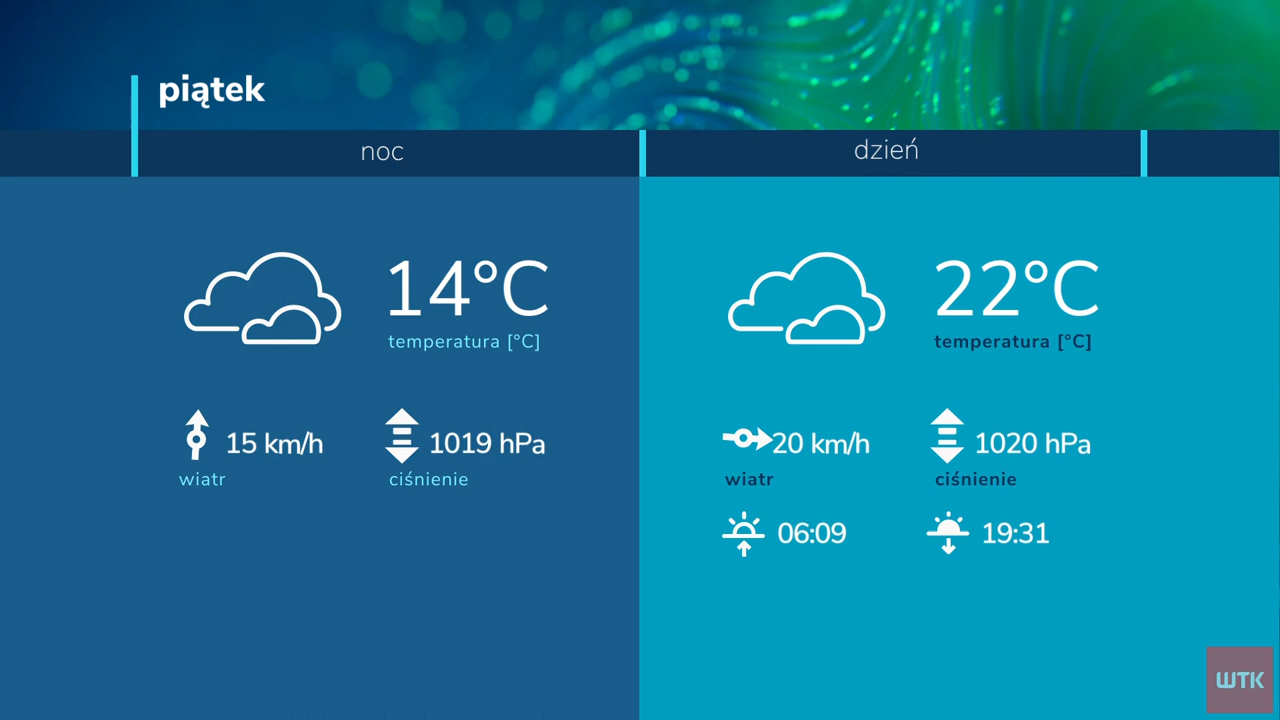 piątek
noc
dzień
14°C
temperatura [°C]
22°C
temperatura [°C]
15 km/h
1019 hPa
wiatr
ciśnienie
20 km/h
1020 hPa
wiatr
ciśnienie
06:09
19:31
WTK